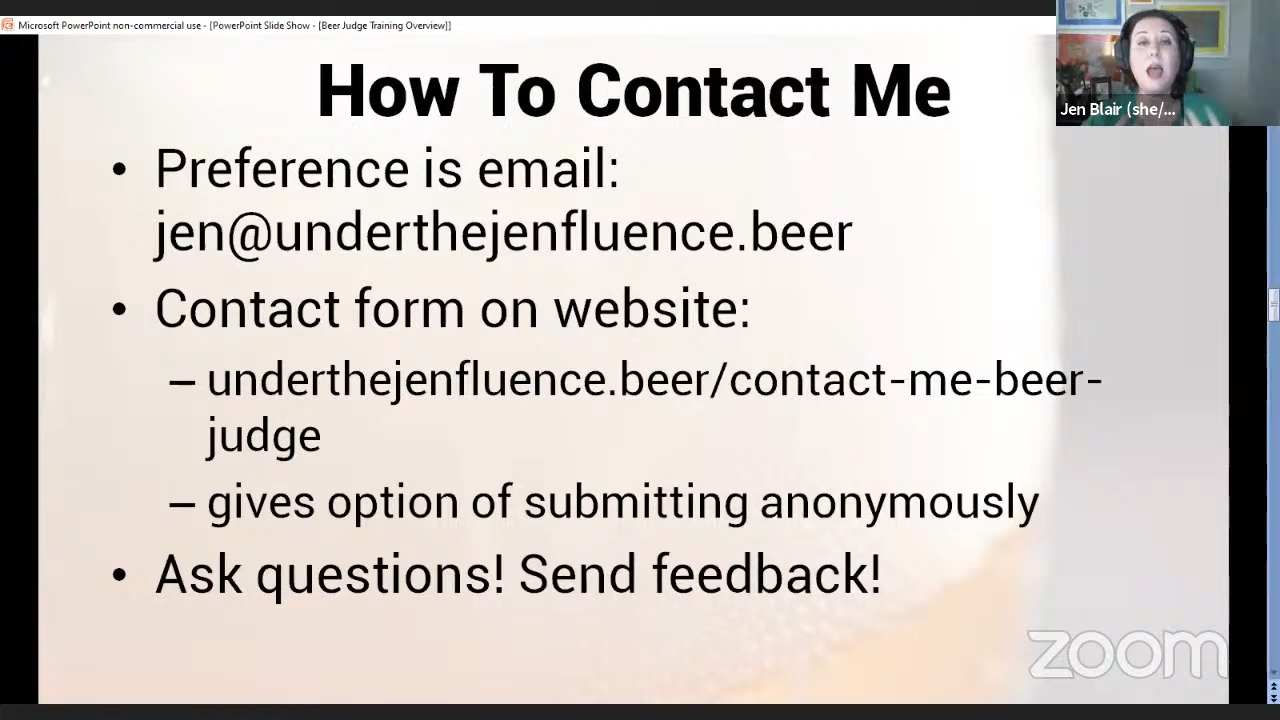 Microsoft PowerPoint non-commercial use - [PowerPoint Slide Show - [Beer Judge Training Overview]]
How To Contact Me
Jen Blair (she/...
• Preference is email:
jen@underthejenfluence.beer
• Contact form on website:
– underthejenfluence.beer/contact-me-beer-
judge
– gives option of submitting anonymously
• Ask questions! Send feedback!
zoom